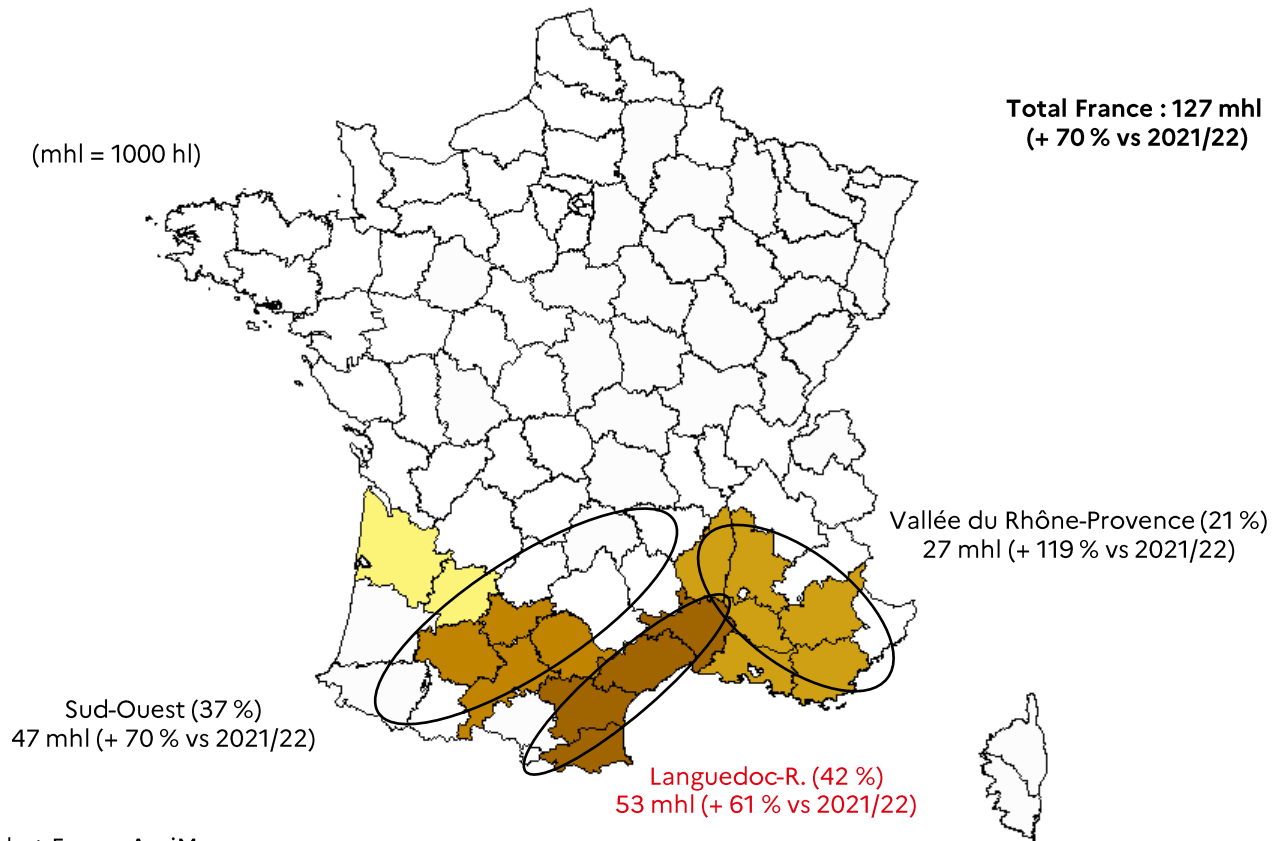 Total France : 127 mhl
(+ 70 % vs 2021/22)
(mhl = 1000 hl)
Vallée du Rhône-Provence (21 %)
27 mhl (+ 119 % vs 2021/22)
Sud-Ouest (37 %)
47 mhl (+ 70 % vs 2021/22)
Languedoc-R. (42 %)
53 mhl (+ 61 % vs 2021/22)